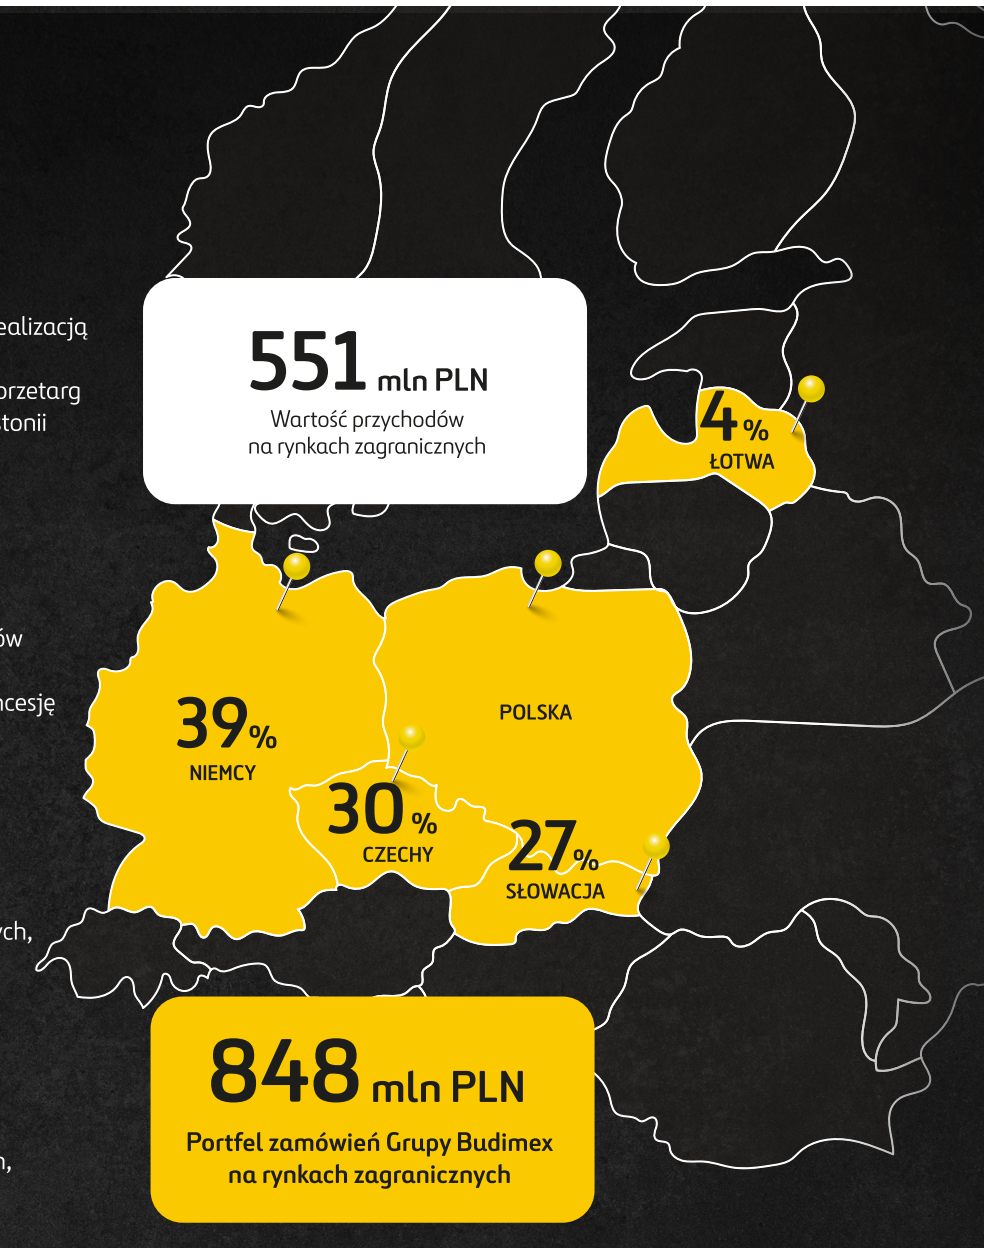 ealizacją
551 mln PLN
Wartość przychodów
na rynkach zagranicznych
4%
ŁOTWA
39%
NIEMCY
POLSKA
30%
CZECHY
27%
SŁOWACJA
848 mln PLN
Portfel zamówień Grupy Budimex
na rynkach zagranicznych
przetarg
stonii
ów
ncesję
ych,